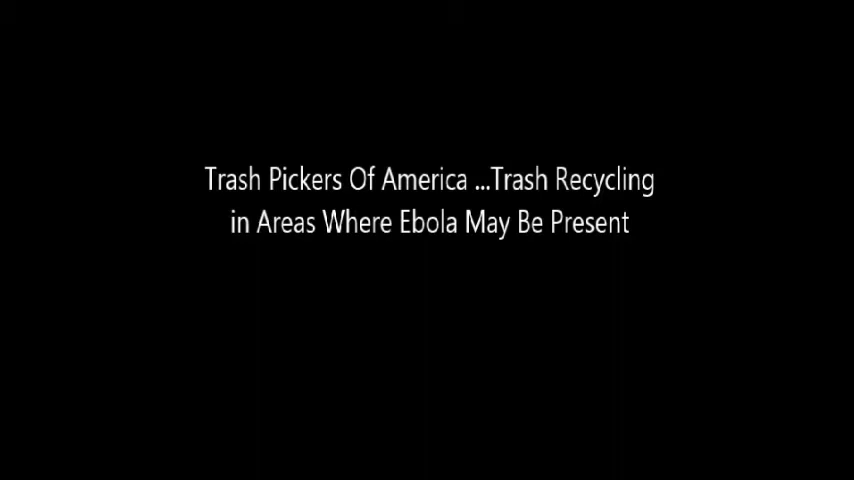 Trash Pickers Of America ...Trash Recycling
in Areas Where Ebola May Be Present